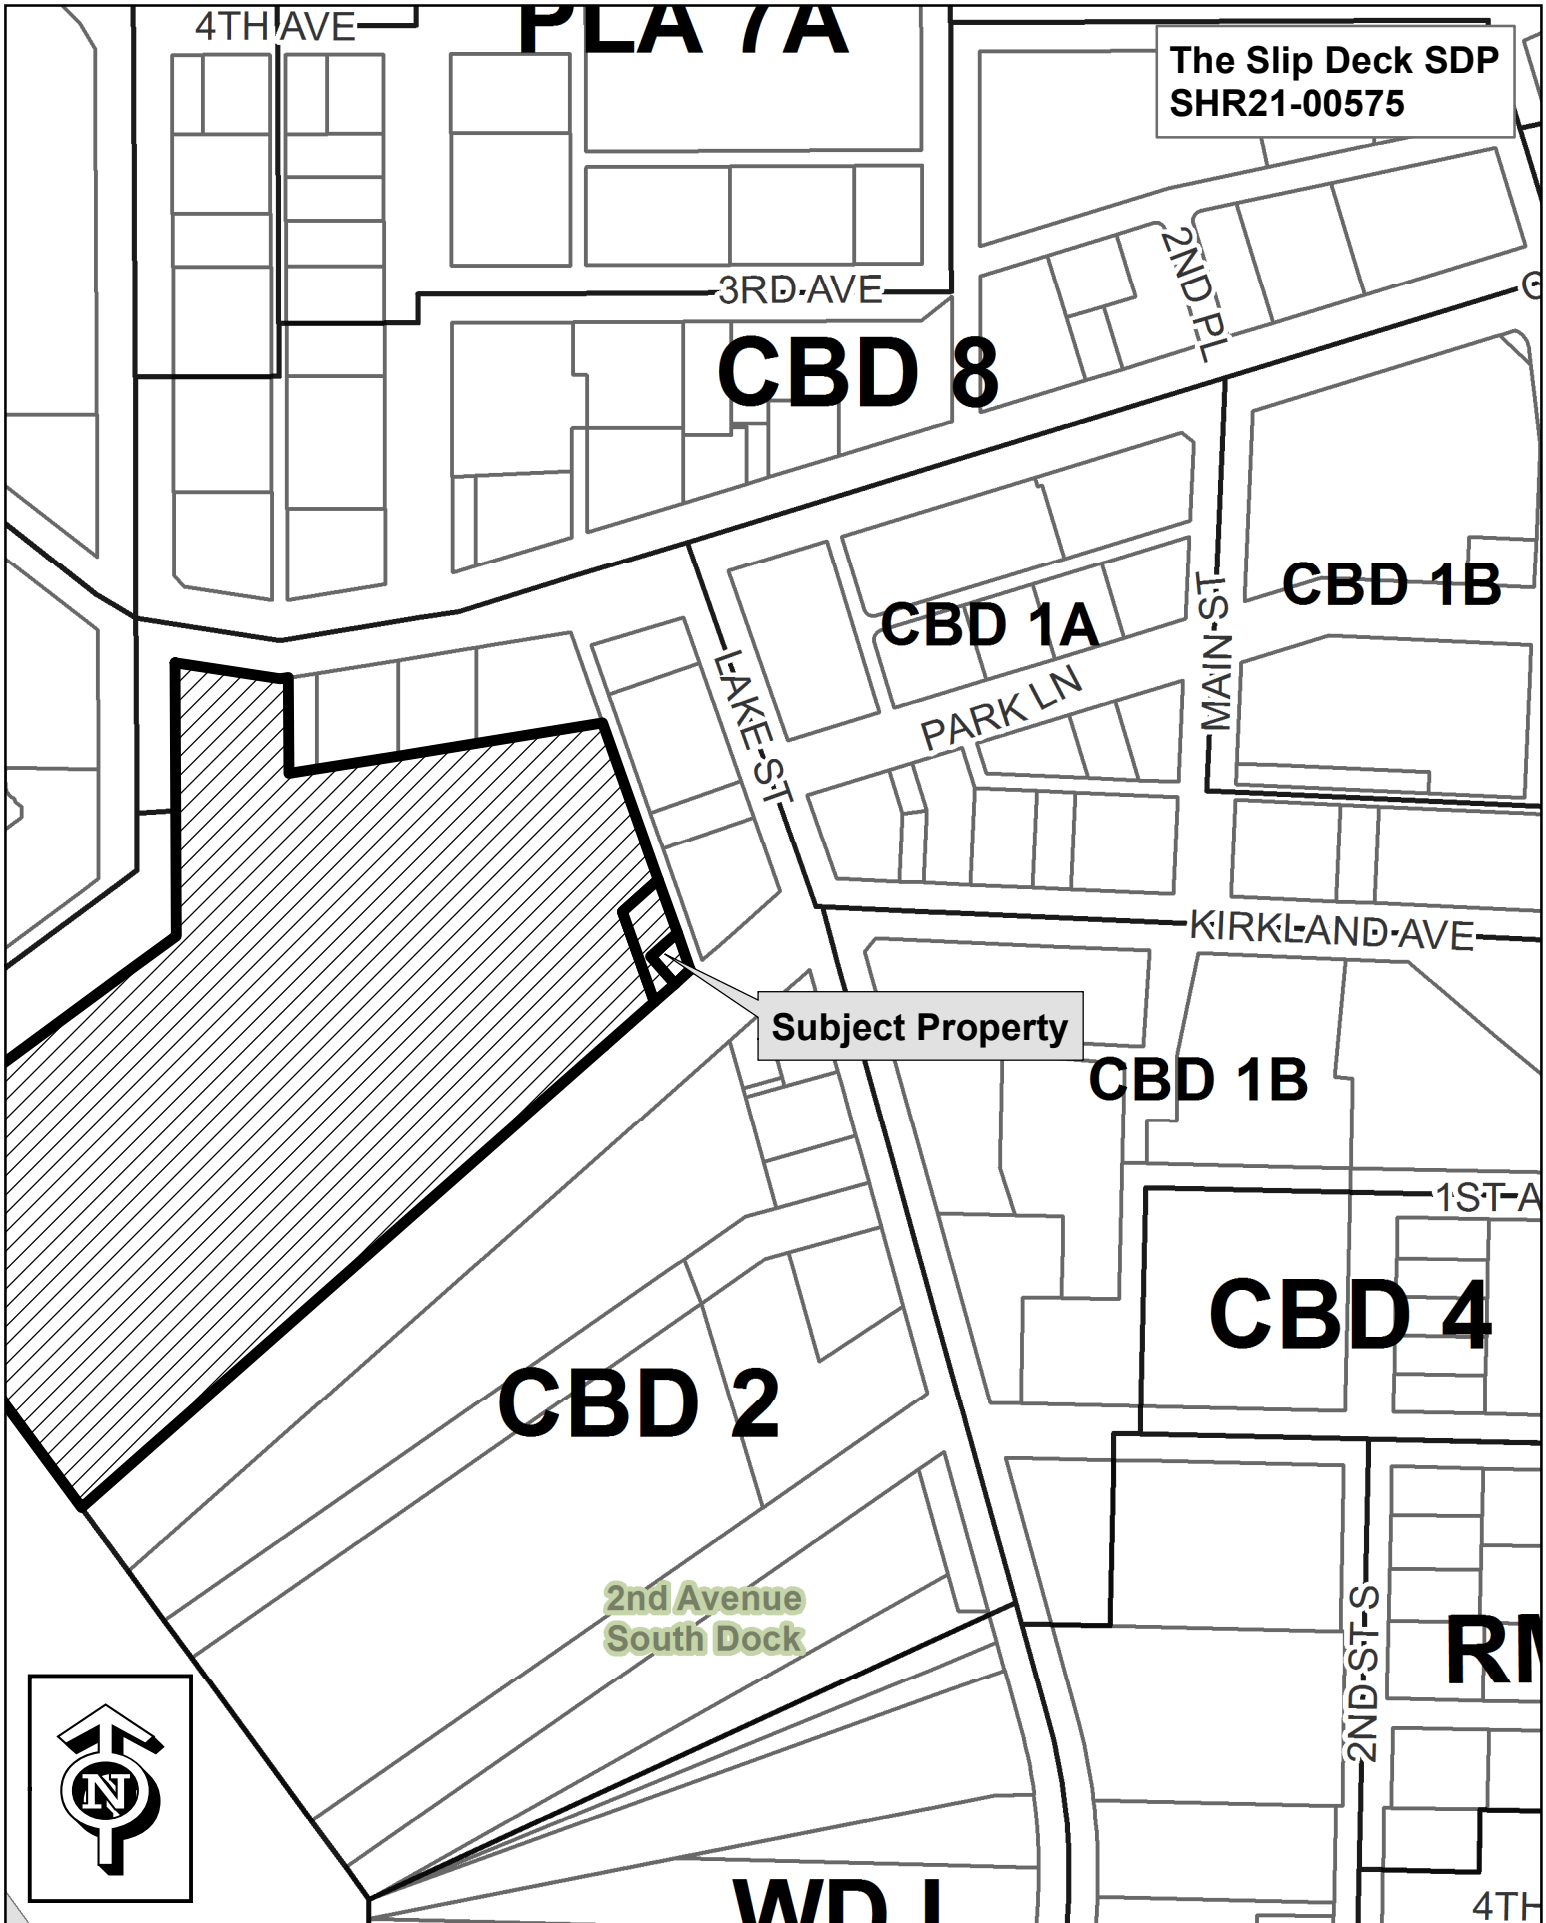 4TH AVE
PLA 7A
The Slip Deck SDP
SHR21-00575
2ND PL
3RD AVE
CBD 8
CBD 1A
CBD 1B
MAIN ST
LAKE ST
PARK LN
KIRKLAND AVE
Subject Property
CBD 1B
1ST A
CBD 4
CBD 2
2nd Avenue
South Dock
2ND ST S
RM
N
WD I
4TH